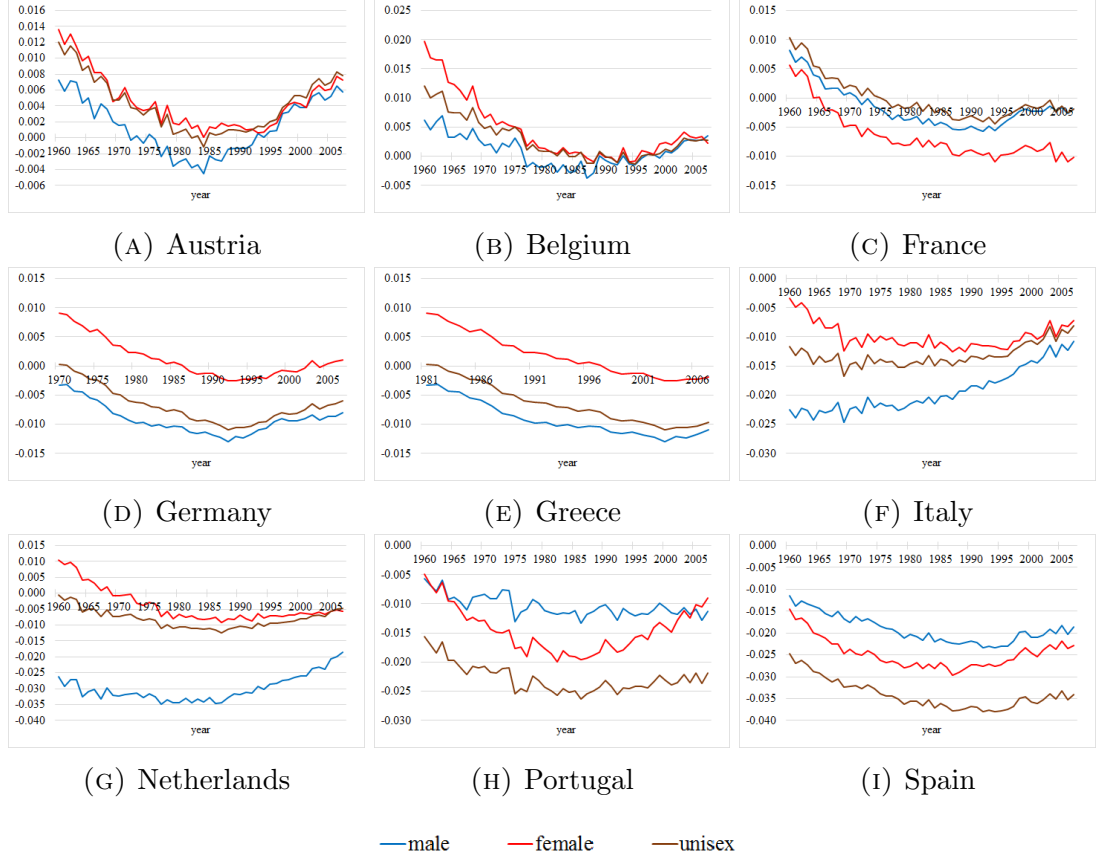 0.016
0.014
0.012
0.010
0.008
0.006
0.004
0.002
0.000
1960 1965 1970 1975 1980 1985 1990 1995 2000 2005
-0.002
-0.004
-0.006
year
(A) Austria
0.025
0.020
0.015
0.010
0.005
0.000
1960 1965 1970 1975 1980 1985 1990 1995 2000 2005
-0.005
year
(B) Belgium
0.015
0.010
0.005
0.000
1960 1965 1970 1975 1980 1985 1990 1995 2000 2005
-0.005
-0.010
-0.015
year
(C) France
0.015
0.010
0.005
0.000
1970 1975 1980 1985 1990 1995 2000 2005
-0.005
-0.010
-0.015
year
(D) Germany
0.015
0.010
0.005
0.000
1981 1986 1991 1996 2001 2006
-0.005
-0.010
-0.015
year
(E) Greece
0.000
1960 1965 1970 1975 1980 1985 1990 1995 2000 2005
-0.005
-0.010
-0.015
-0.020
-0.025
-0.030
year
(F) Italy
0.015
0.010
0.005
0.000
1960 1965 1970 1975 1980 1985 1990 1995 2000 2005
-0.005
-0.010
-0.015
-0.020
-0.025
-0.030
-0.035
-0.040
year
(G) Netherlands
0.000
1960 1965 1970 1975 1980 1985 1990 1995 2000 2005
-0.005
-0.010
-0.015
-0.020
-0.025
-0.030
year
(H) Portugal
0.000
1960 1965 1970 1975 1980 1985 1990 1995 2000 2005
-0.005
-0.010
-0.015
-0.020
-0.025
-0.030
-0.035
-0.040
year
(I) Spain
male female unisex